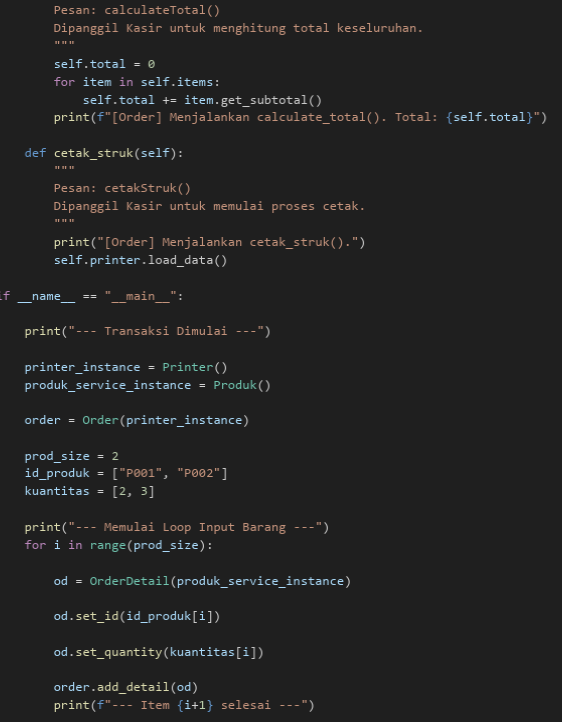 Pesan: calculateTotal()
Dipanggil Kasir untuk menghitung total keseluruhan.
"""
self.total = 0
for item in self.items:
self.total += item.get_subtotal()
print(f"[Order] Menjalankan calculate_total(). Total: {self.total}")
def cetak_struk(self):
"""
Pesan: cetakStruk()
Dipanggil Kasir untuk memulai proses cetak.
"""
print("[Order] Menjalankan cetak_struk().")
self.printer.load_data()
if __name__ == "__main__":
print("--- Transaksi Dimulai ---")
printer_instance = Printer()
produk_service_instance = Produk()
order = Order(printer_instance)
prod_size = 2
id_produk = ["P001", "P002"]
kuantitas = [2, 3]
print("--- Memulai Loop Input Barang ---")
for i in range(prod_size):
od = OrderDetail(produk_service_instance)
od.set_id(id_produk[i])
od.set_quantity(kuantitas[i])
order.add_detail(od)
print(f"--- Item {i+1} selesai ---")